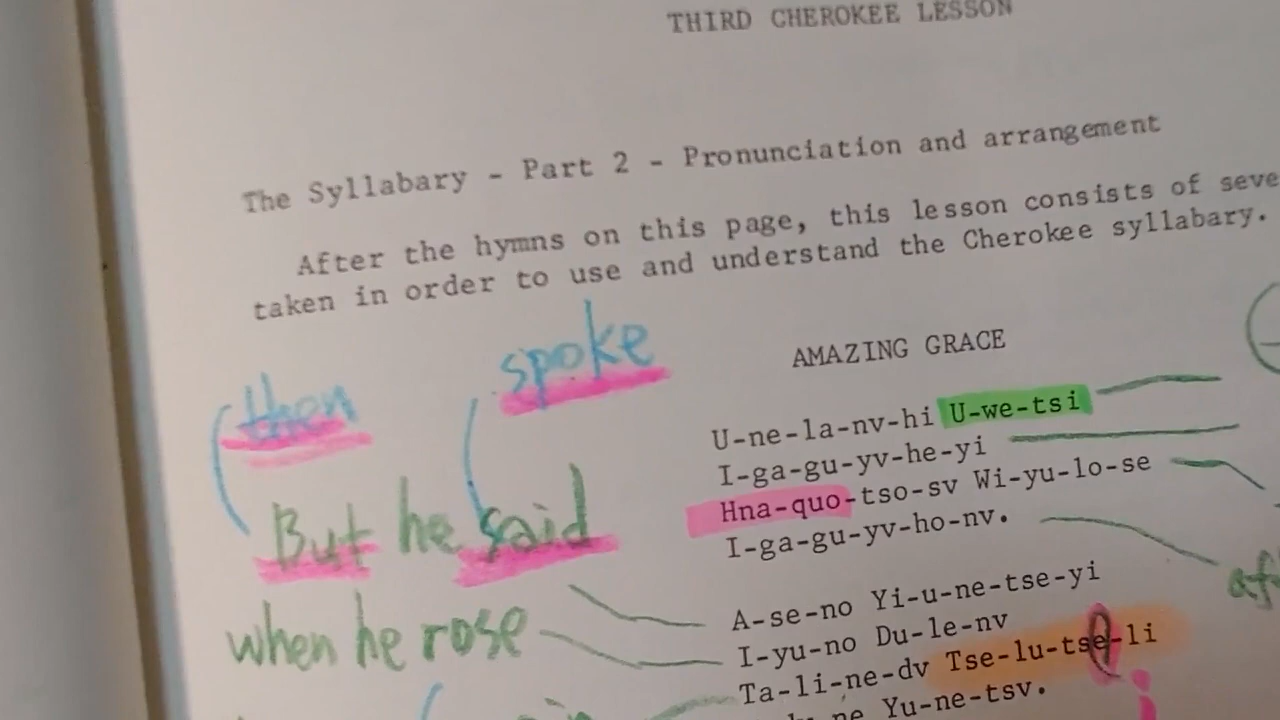 THIRD CHEROKEE LESSON
The Syllabary - Part 2 - Pronunciation and arrangement
After the hymns on this page, this lesson consists of
taken in order to use and understand the Cherokee syllabary.
spoke
then
AMAZING GRACE
U-ne-la-nv-hi U-we-tsi
I-ga-gu-yv-he-yi
Hna-quo-tso-sv Wi-yu-lo-se
I-ga-gu-yv-ho-nv.
But he said
when he rose
A-se-no Yi-u-ne-tse-yi
I-yu-no Du-le-nv
Ta-li-ne-dv Tse-lu-tse-li
i
Yu-ne-tsv.